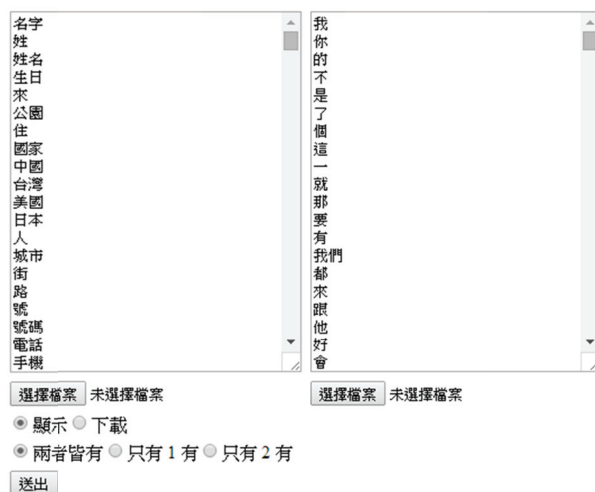 名字
姓
姓名
生日
來
公園
住
國家
中國
台灣
美國
日本
人
城市
街
路
號
號碼
電話
手機
我
你
的
不
是
了
個
這
一
就
那
要
有
我們
都
來
跟
他
好
會
選擇檔案 未選擇檔案
選擇檔案 未選擇檔案
顯示 下載
兩者皆有 只有 1 有 只有 2 有
送出